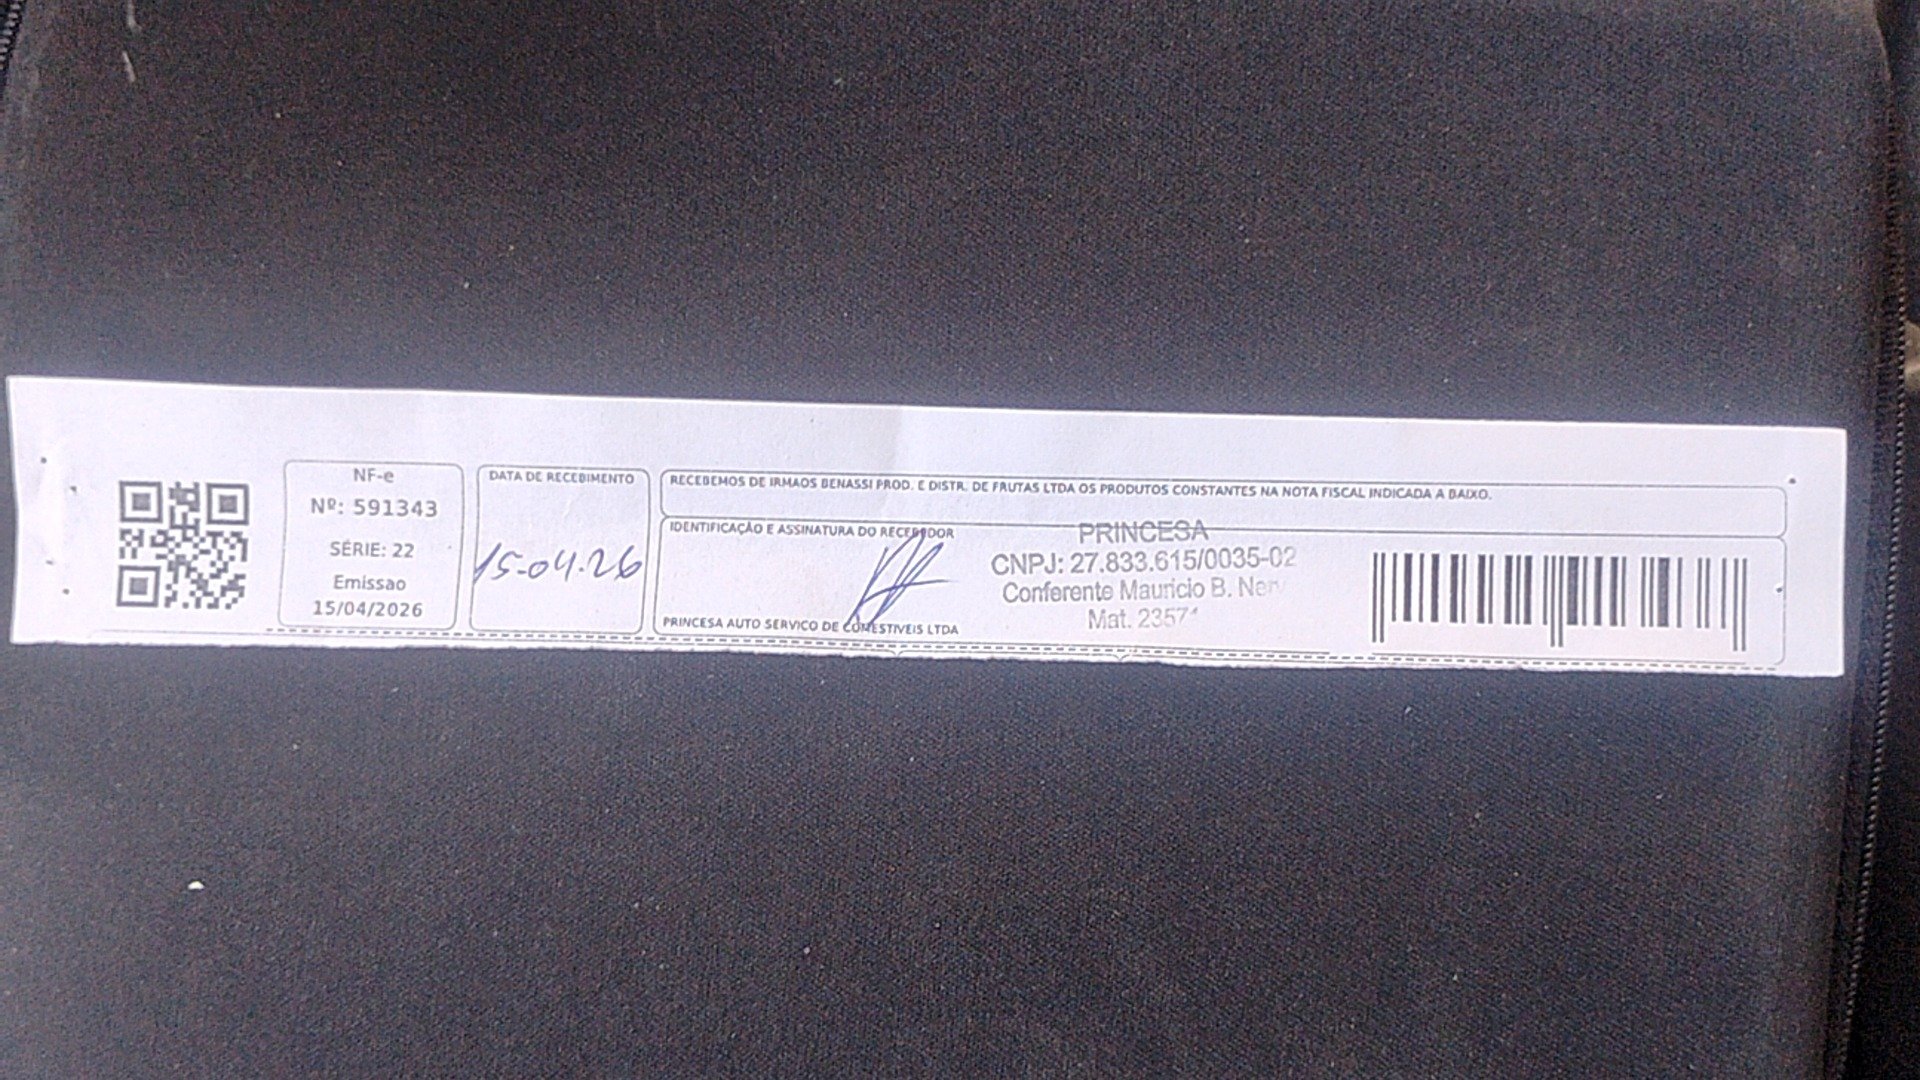 NF-e
Nº: 591343
SÉRIE: 22
Emissao
15/04/2026
DATA DE RECEBIMENTO
15-04-26
RECEBEMOS DE IRMAOS BENASSI PROD. E DISTR. DE FRUTAS LTDA OS PRODUTOS CONSTANTES NA NOTA FISCAL INDICADA A BAIXO.
IDENTIFICAÇÃO E ASSINATURA DO RECEBEDOR
PRINCESA AUTO SERVICO DE COMESTIVEIS LTDA
PRINCESA
CNPJ: 27.833.615/0035-02
Conferente Mauricio B.
Mat.